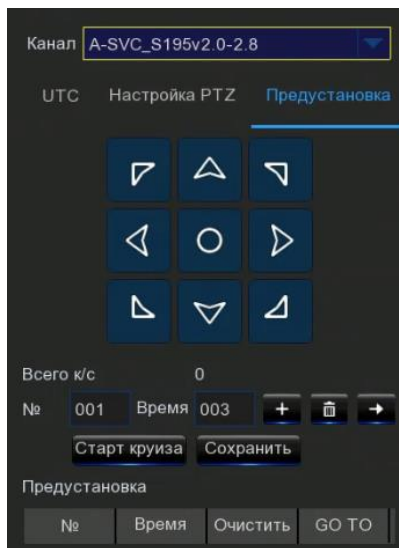 Канал A-SVC_S195v2.0-2.8
UTC Настройка PTZ Предустановка
Всего к/с 0
№ 001 Время 003
Старт круиза Сохранить
Предустановка
№ Время Очистить GO TO